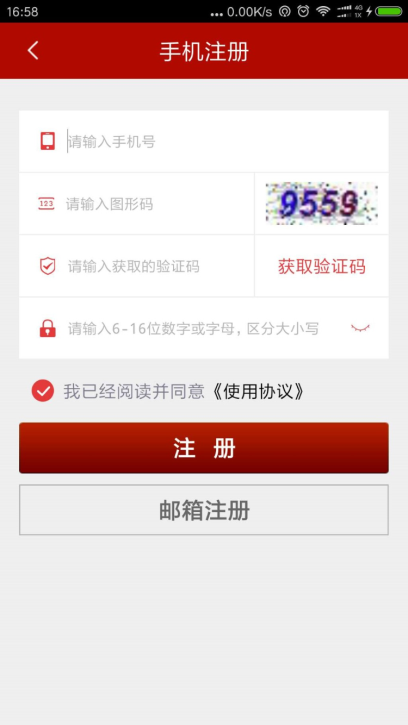 16:58
... 0.00K/s
4G
1X
手机注册
请输入手机号
123
请输入图形码
9559
请输入获取的验证码
获取验证码
请输入6-16位数字或字母，区分大小写
我已经阅读并同意《使用协议》
注 册
邮箱注册